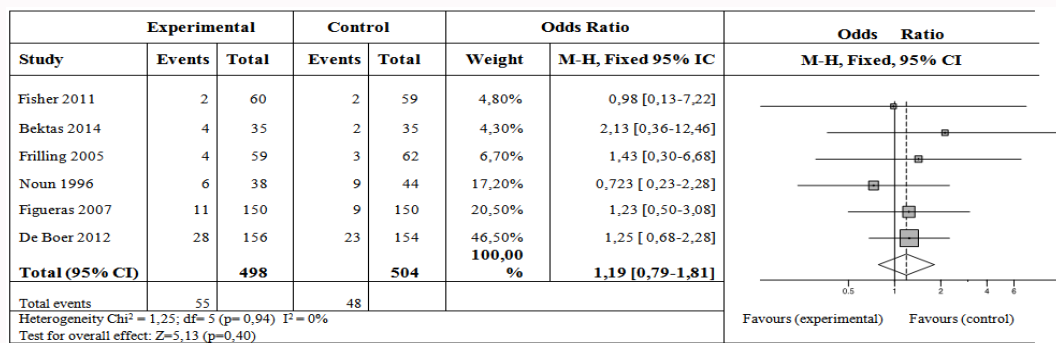 Experimental Control Odds Ratio Odds Ratio
Study Events Total Events Total Weight M-H, Fixed 95% IC M-H, Fixed, 95% CI
Fisher 2011 2 60 2 59 4,80% 0,98 [0,13-7,22]
Bektas 2014 4 35 2 35 4,30% 2,13 [0,36-12,46]
Frilling 2005 4 59 3 62 6,70% 1,43 [0,30-6,68]
Noun 1996 6 38 9 44 17,20% 0,723 [ 0,23-2,28]
Figueras 2007 11 150 9 150 20,50% 1,23 [0,50-3,08]
De Boer 2012 28 156 23 154 46,50% 1,25 [ 0,68-2,28]
Total (95% CI) 498 504 100,00 % 1,19 [0,79-1,81]
0.5 1 2 4 6
Total events 55 48
Favours (experimental) Favours (control)
Heterogeneity Chi² = 1,25; df= 5 (p= 0,94) I² = 0%
Test for overall effect: Z=5,13 (p=0,40)